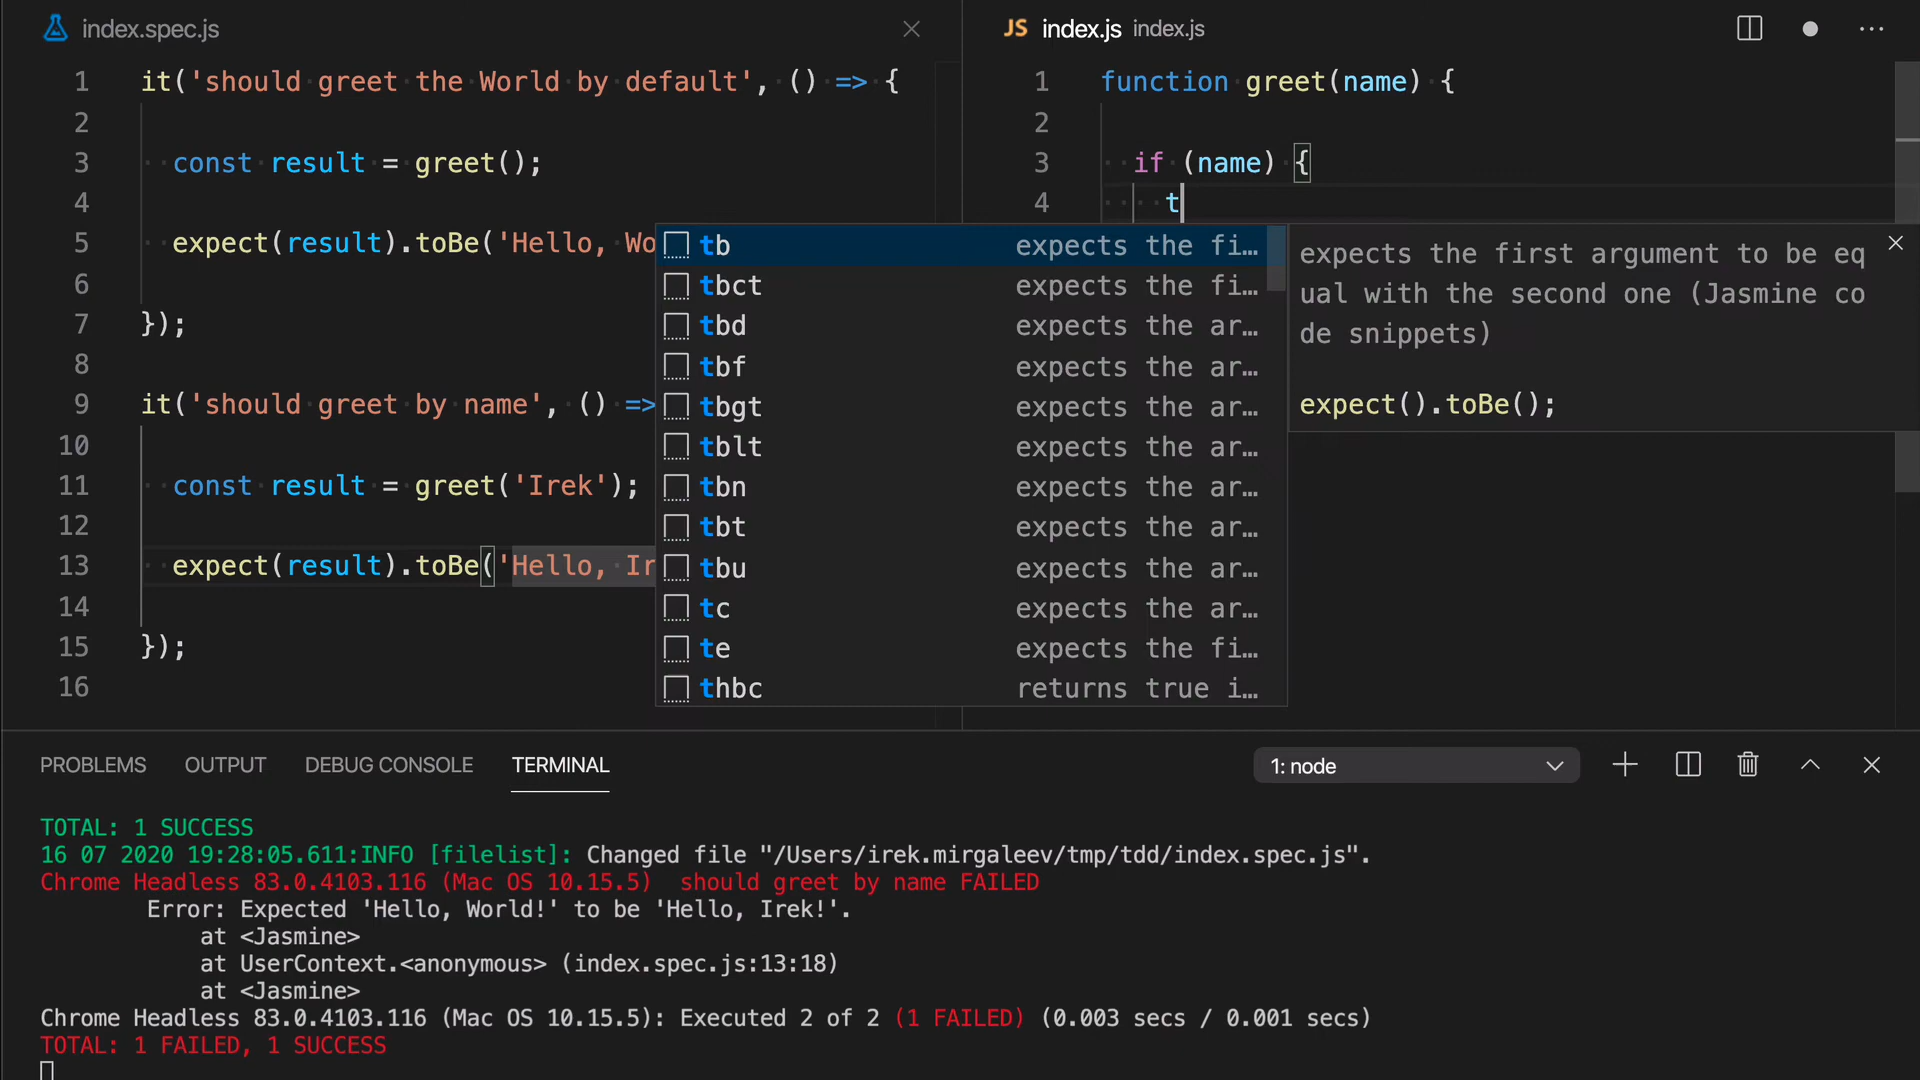 index.spec.js
1 it('should greet the World by default', () => {
2
3 const result = greet();
4
5 expect(result).toBe('Hello, Wo
6
7 });
8
9 it('should greet by name', () =>
10
11 const result = greet('Irek');
12
13 expect(result).toBe('Hello, Ir
14
15 });
16
JS index.js index.js
1 function greet(name) {
2
3 if (name) {
4 t
tb expects the fi…
tbct expects the fi…
tbd expects the ar…
tbf expects the ar…
tbgt expects the ar…
tblt expects the ar…
tbn expects the ar…
tbt expects the ar…
tbu expects the ar…
tc expects the ar…
te expects the fi…
thbc returns true i…
expects the first argument to be eq
ual with the second one (Jasmine co
de snippets)
expect().toBe();
PROBLEMS OUTPUT DEBUG CONSOLE TERMINAL 1: node
TOTAL: 1 SUCCESS
16 07 2020 19:28:05.611:INFO [filelist]: Changed file "/Users/irek.mirgaleev/tmp/tdd/index.spec.js".
Chrome Headless 83.0.4103.116 (Mac OS 10.15.5) should greet by name FAILED
Error: Expected 'Hello, World!' to be 'Hello, Irek!'.
at <Jasmine>
at UserContext.<anonymous> (index.spec.js:13:18)
at <Jasmine>
Chrome Headless 83.0.4103.116 (Mac OS 10.15.5): Executed 2 of 2 (1 FAILED) (0.003 secs / 0.001 secs)
TOTAL: 1 FAILED, 1 SUCCESS